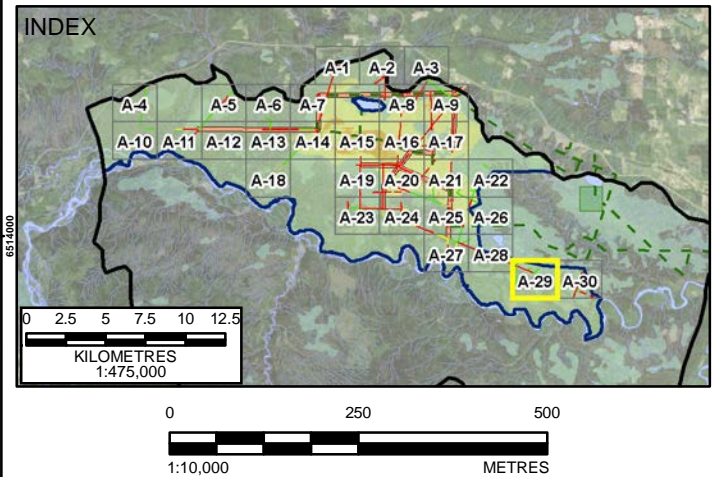 INDEX
A-1 A-2 A-3
A-4 A-5 A-6 A-7 A-8 A-9
A-10 A-11 A-12 A-13 A-14 A-15 A-16 A-17
A-18 A-19 A-20 A-21 A-22
A-23 A-24 A-25 A-26
A-27 A-28
A-29 A-30
6514000
0 2.5 5 7.5 10 12.5
KILOMETRES
1:475,000
0 250 500
1:10,000 METRES